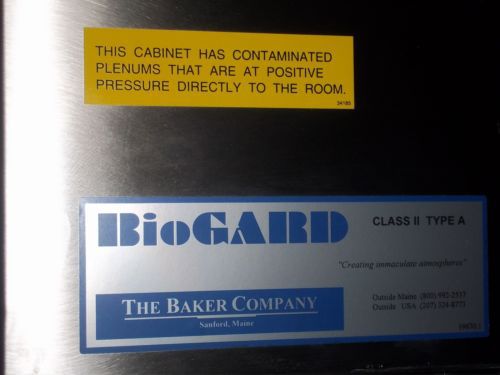 THIS CABINET HAS CONTAMINATED
PLENUMS THAT ARE AT POSITIVE
PRESSURE DIRECTLY TO THE ROOM.
34185
BioGARD
CLASS II TYPE A
"Creating immaculate atmospheres"
THE BAKER COMPANY
Sanford, Maine
Outside Maine (800) 992-2537
Outside USA (207) 324-8773